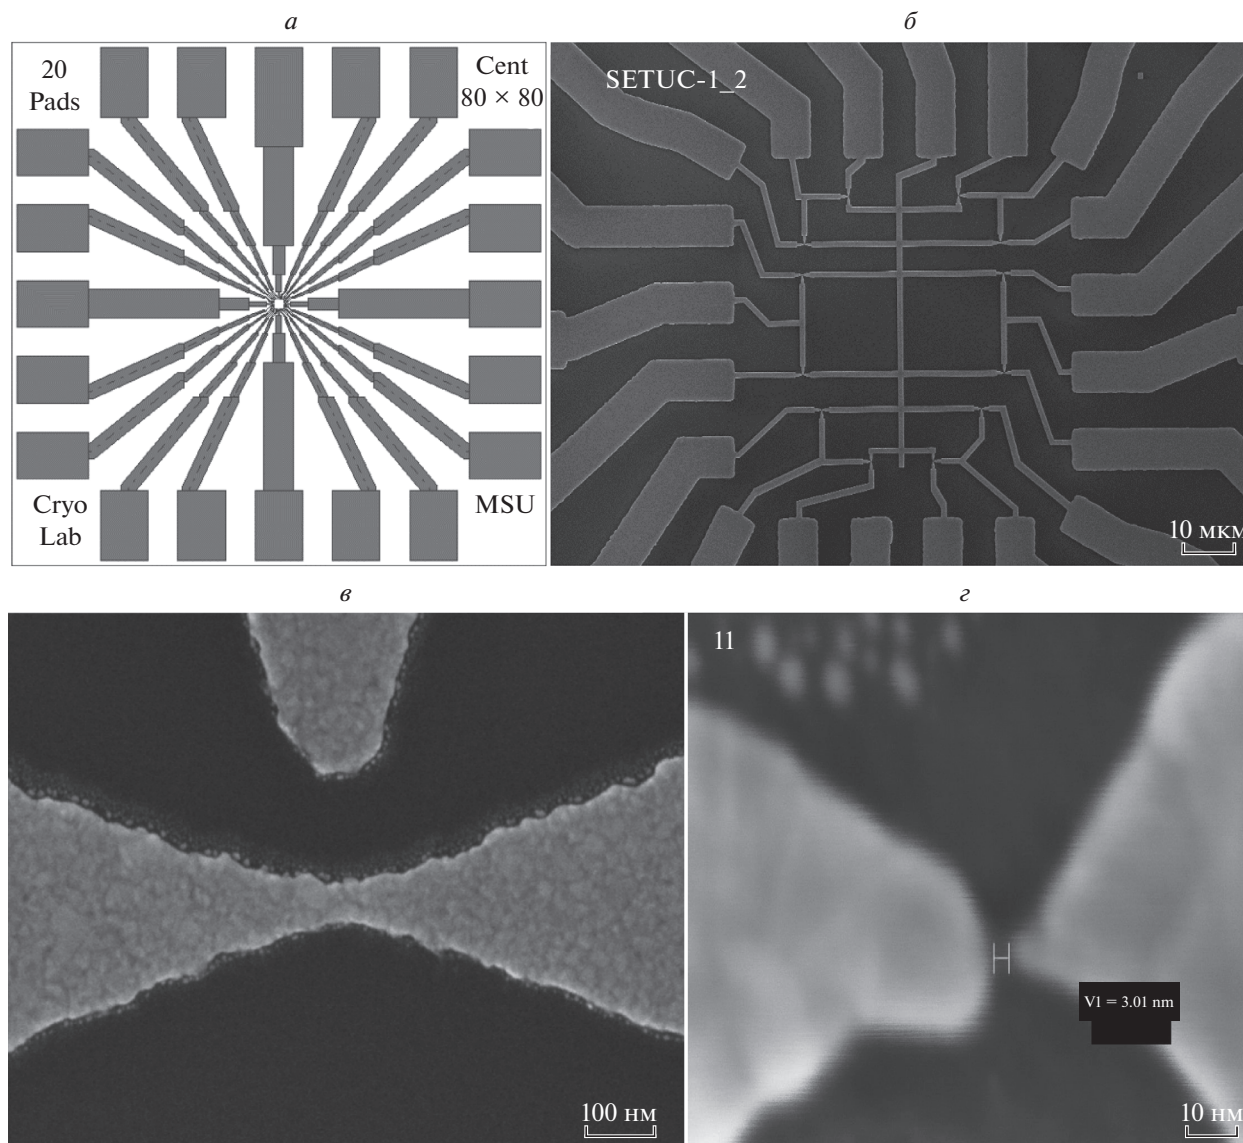 а
б
20
Pads
Cent
80 × 80
Cryo
Lab
MSU
SETUC-1_2
10 мкм
в
г
100 нм
11
V1 = 3.01 nm
10 нм